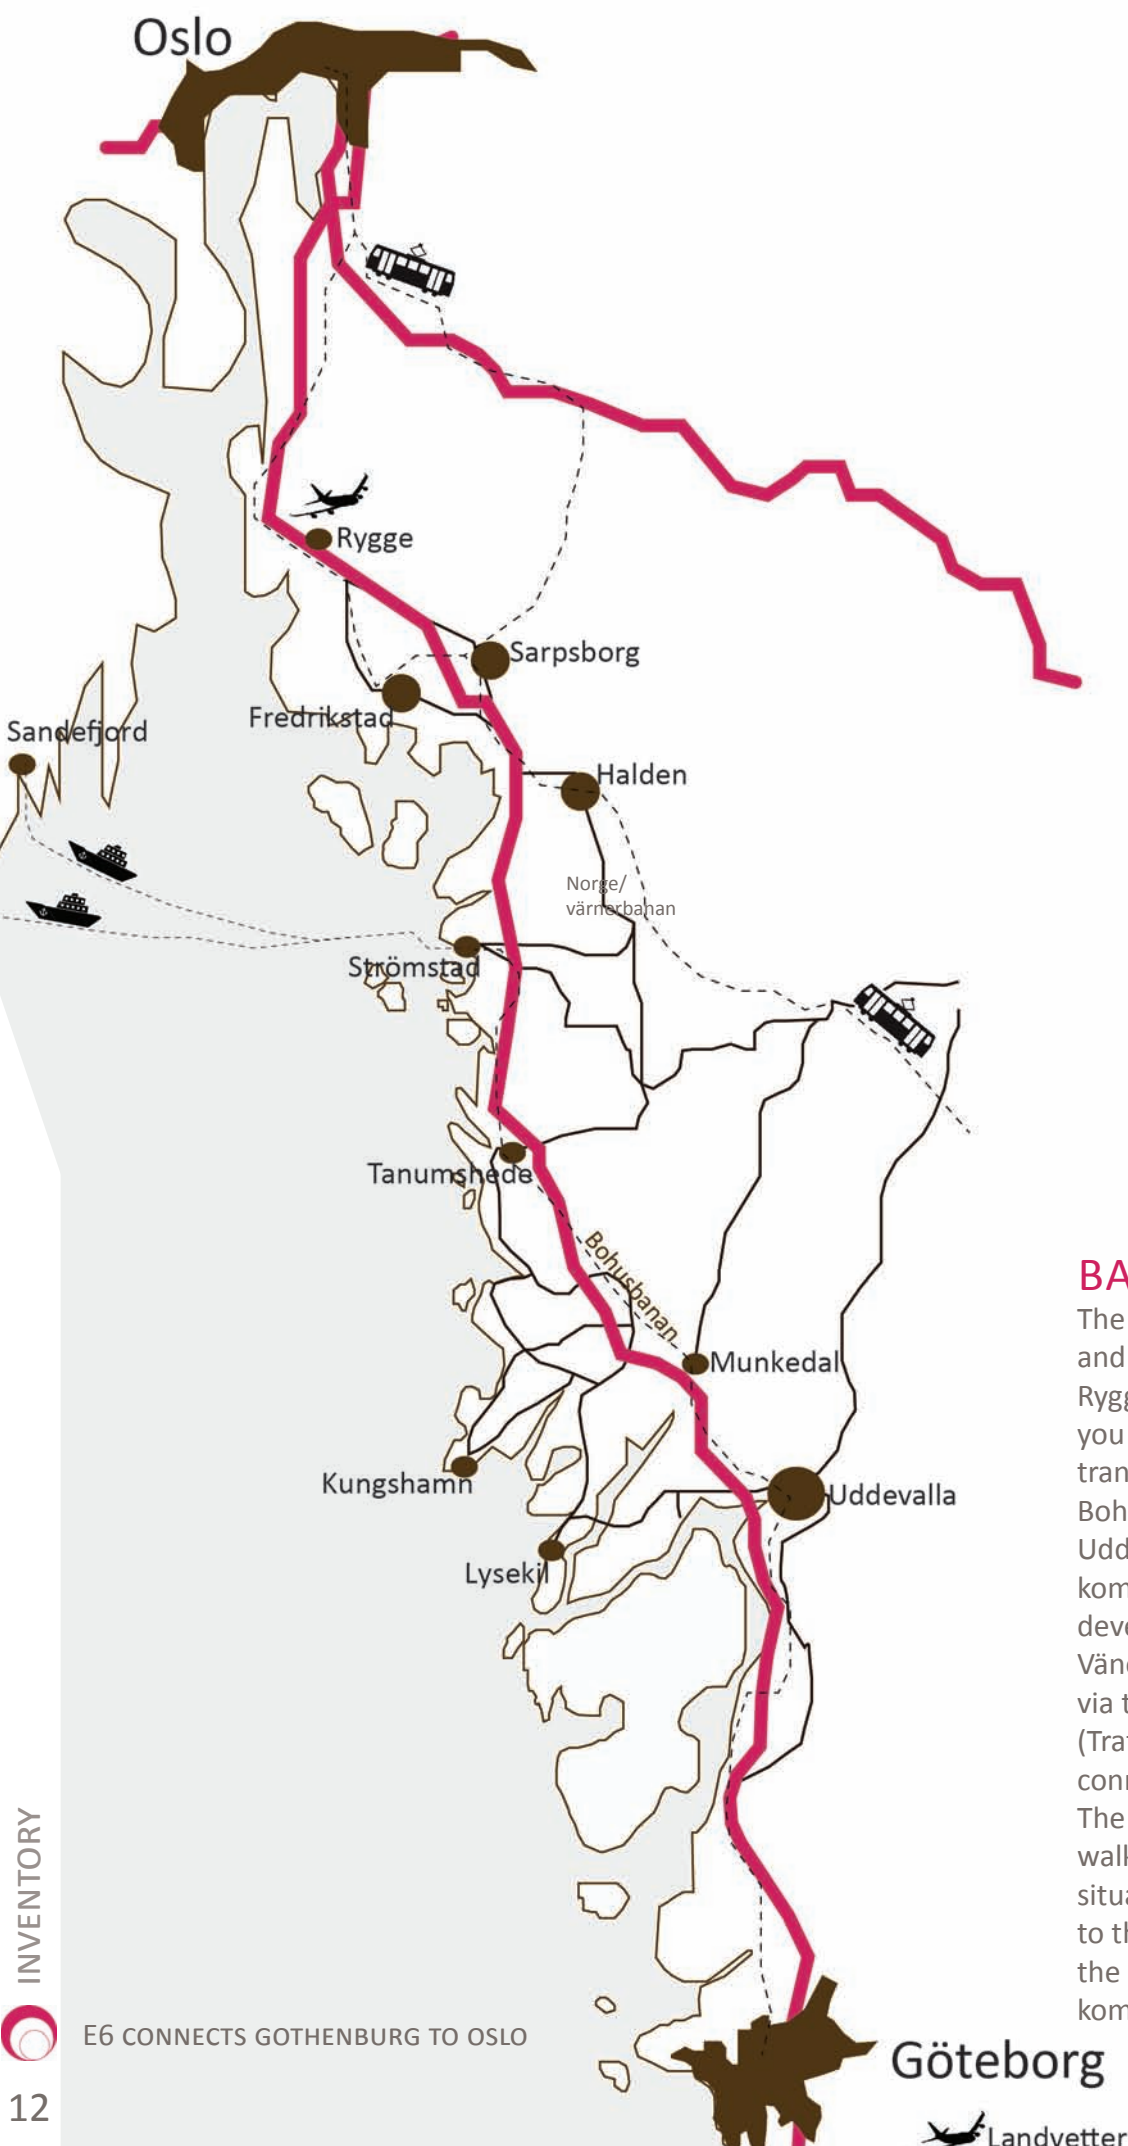 Oslo
Rygge
Sarpsborg
Fredrikstad
Sandefjord
Halden
Norge/
värnerbanan
Strömstad
Tanumshede
Bohusbanan
Munkedal
Kungshamn
Uddevalla
Lysekil
Göteborg
Landvetter
BA
The
and
Rygg
you
tran
Boh
Udd
kom
deve
Väne
via t
(Traf
conn
The
walk
situa
to th
the
kom
INVENTORY
E6 CONNECTS GOTHENBURG TO OSLO
12